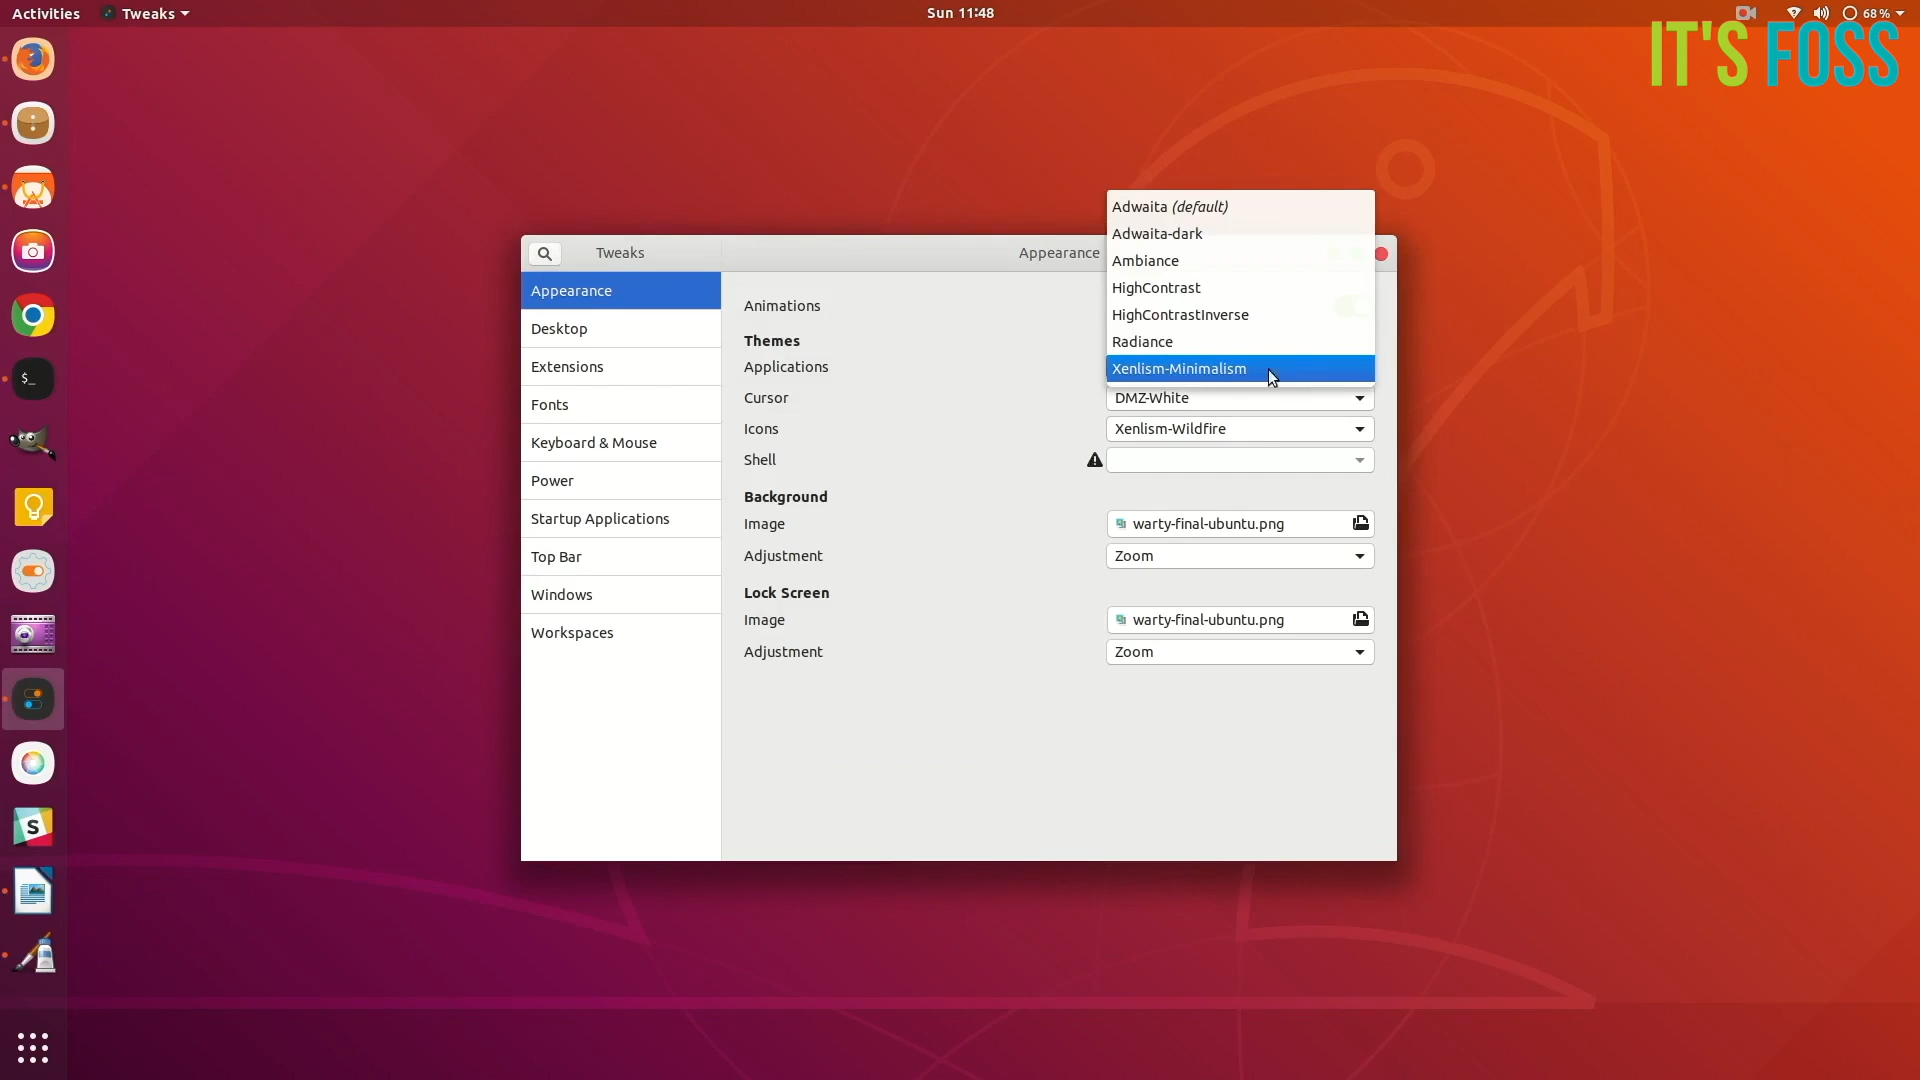 Activities
Tweaks
Sun 11:48
68 %
IT'S FOSS
Tweaks
Appearance
Appearance
Desktop
Extensions
Fonts
Keyboard & Mouse
Power
Startup Applications
Top Bar
Windows
Workspaces
Animations
Themes
Applications
Adwaita (default)
Adwaita-dark
Ambiance
HighContrast
HighContrastInverse
Radiance
Xenlism-Minimalism
Cursor
DMZ-White
Icons
Xenlism-Wildfire
Shell
Background
Image
warty-final-ubuntu.png
Adjustment
Zoom
Lock Screen
Image
warty-final-ubuntu.png
Adjustment
Zoom
$_
S